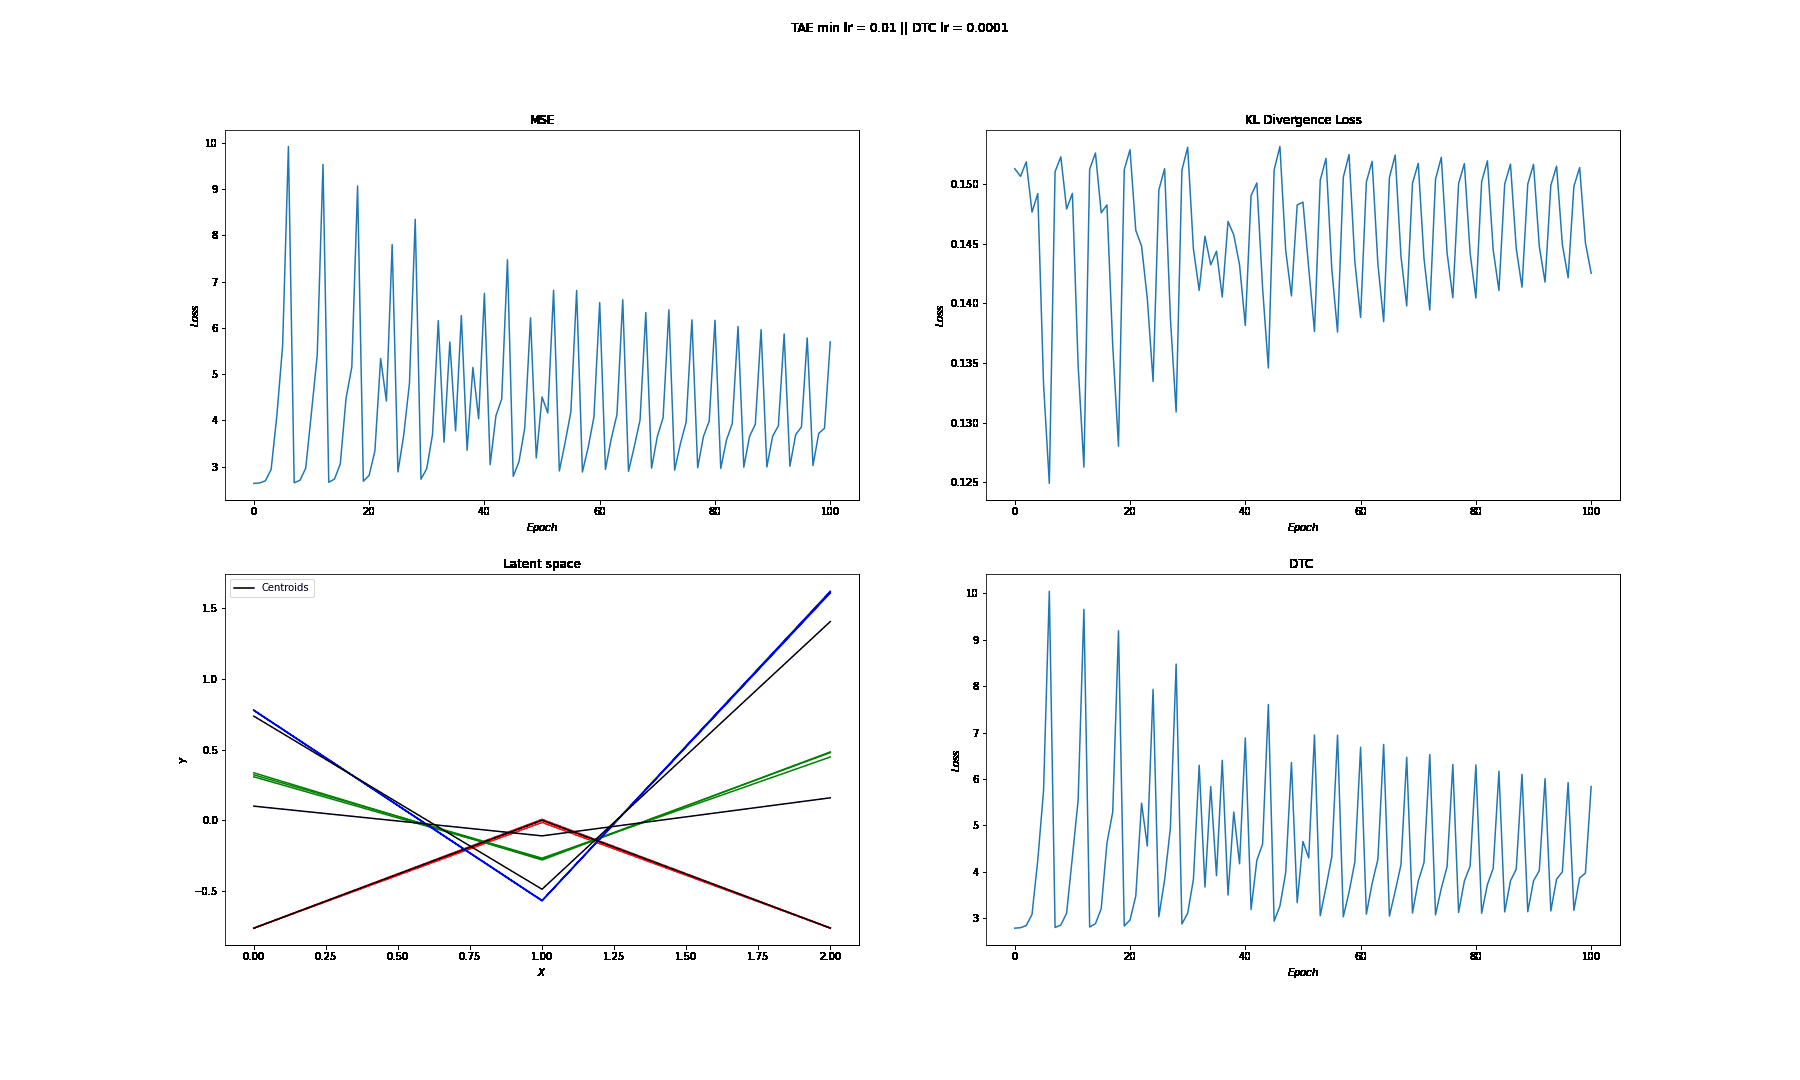 TAE min lr = 0.01 || DTC lr = 0.0001
MSE
10
9
8
7
6
5
4
3
Loss
0 20 40 60 80 100
Epoch
KL Divergence Loss
0.150
0.145
0.140
0.135
0.130
0.125
Loss
0 20 40 60 80 100
Epoch
Latent space
Centroids
1.5
1.0
0.5
0.0
−0.5
Y
0.00 0.25 0.50 0.75 1.00 1.25 1.50 1.75 2.00
X
DTC
10
9
8
7
6
5
4
3
Loss
0 20 40 60 80 100
Epoch